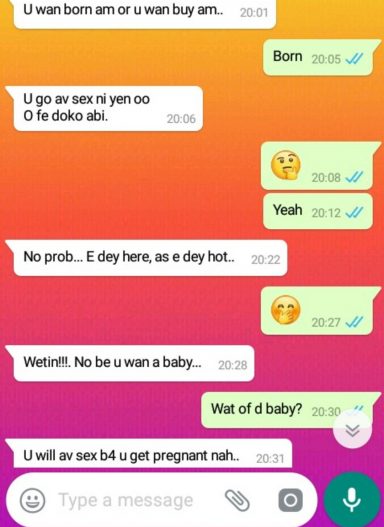 U wan born am or u wan buy am..
20:01
Born
20:05
U go av sex ni yen oo
O fe doko abi.
20:06
20:08
Yeah
20:12
No prob... E dey here, as e dey hot..
20:22
20:27
Wetin!!!. No be u wan a baby...
20:28
Wat of d baby?
20:30
U will av sex b4 u get pregnant nah..
20:31
Type a message